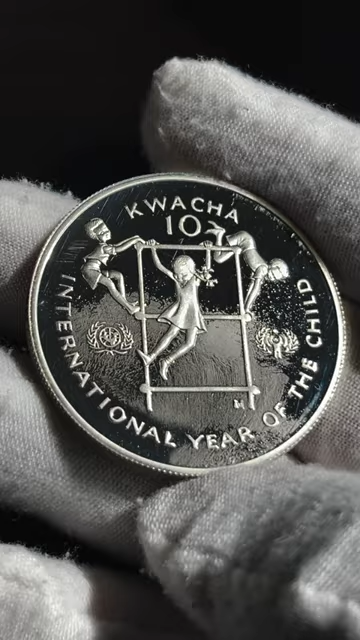 KWACHA
10
INTERNATIONAL YEAR OF THE CHILD
M